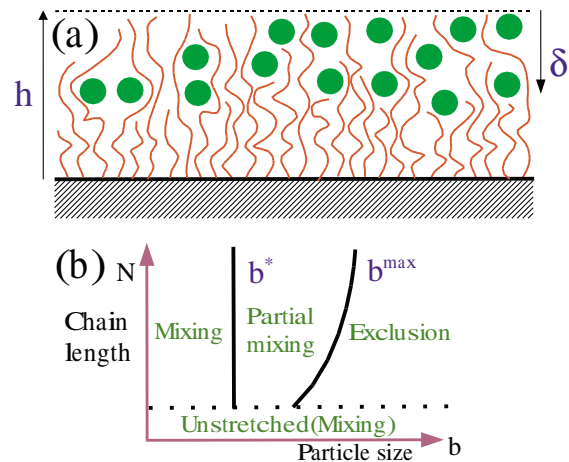 (a)
h
δ
(b)
N
b*
b^max
Chain
length
Mixing
Partial
mixing
Exclusion
Unstretched(Mixing)
Particle size
b